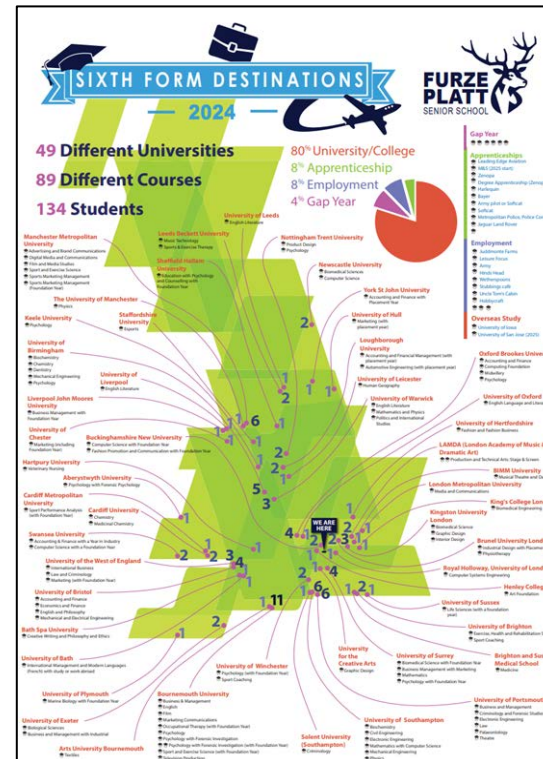 SIXTH FORM DESTINATIONS
2024
FURZE
PLATT
SENIOR SCHOOL
49 Different Universities
89 Different Courses
134 Students
80% University/College
8% Apprenticeship
8% Employment
4% Gap Year
Gap Year
Apprenticeships
Leading Edge Aviation
M&S (2025 start)
Zenopa
Harlequin
Bayer
Army pilot or Softcat
Softcat
Jaguar Land Rover
Employment
Leisure Focus
Army
Hinds Head
Wetherspoons
Stubbings cafe
Uncle Toms Cabin
Hobbycraft
Overseas Study
University of Iowa
University of San Jose (2025)
University of Leeds
English Literature
Leeds Beckett University
Music Technology
Sports & Exercise Therapy
Nottingham Trent University
Product Design
Psychology
Manchester Metropolitan
University
Advertising and Brand Communications
Digital Media and Communications
Film and Media Studies
Sport and Exercise Science
Sports Marketing Management
Sports Marketing Management
(Foundation Year)
Sheffield Hallam
University
Education with Psychology
and Counselling with
Foundation Year
Newcastle University
Biomedical Sciences
Computer Science
York St John University
Accounting and Finance with
Placement Year
The University of Manchester
Physics
Keele University
Psychology
Staffordshire
University
Esports
University of Hull
Marketing (with
placement year)
Loughborough
University
Accounting and Financial Management (with
placement year)
Automotive Engineering (with placement year)
Oxford Brookes University
Accounting and Finance
Computing Foundation
Midwifery
Psychology
University of
Birmingham
Biochemistry
Chemistry
Dentistry
Mechanical Engineering
Psychology
University of
Liverpool
English Literature
University of Leicester
Human Geography
University of Oxford
English Language and Literature
Liverpool John Moores
University
Business Management with
Foundation Year
University of Warwick
English Literature
Mathematics and Physics
Politics and International
Studies
University of Hertfordshire
Fashion and Fashion Business
University of
Chester
Marketing (including
Foundation Year)
Buckinghamshire New University
Computer Science with Foundation Year
Fashion Promotion and Communication with Foundation Year
LAMDA (London Academy of Music &
Dramatic Art)
Production and Technical Arts: Stage & Screen
Hartpury University
Veterinary Nursing
Aberystwyth University
Psychology with Forensic Psychology
BIMM University
London Metropolitan University
Media and Communications
Cardiff Metropolitan
University
Sport Performance Analysis
(with Foundation Year)
Cardiff University
Chemistry
Medicinal Chemistry
King's College London
Biomedical Engineering
Kingston University
London
Biomedical Science
Graphic Design
Interior Design
WE ARE
HERE
Swansea University
Accounting & Finance with a Year in Industry
Computer Science with a Foundation Year
Brunel University London
Physiotherapy
University of the West of England
International Business
Law and Criminology
Marketing (with Foundation Year)
Royal Holloway, University of London
Computer Systems Engineering
Henley College
Art Foundation
University of Bristol
Accounting and Finance
Economics and Finance
English and Philosophy
Mechanical and Electrical Engineering
University of Sussex
Life Sciences (with a foundation
year)
Bath Spa University
Creative Writing and Philosophy and Ethics
University of Brighton
Sport Coaching
University of Bath
International Management and Modern Languages
(French) with study or work abroad
University of Winchester
Psychology (with Foundation Year)
Sport Coaching
University
for the
Creative Arts
Graphic Design
University of Surrey
Biomedical Science with Foundation Year
Business Management with Marketing
Mathematics
Psychology with Foundation Year
Brighton and Sussex
Medical School
Medicine
University of Plymouth
Marine Biology with Foundation Year
University of Exeter
Biological Sciences
Business and Management with Industrial
Bournemouth University
Business & Management
English
Film
Marketing Communications
Occupational Therapy (with Foundation Year)
Psychology
Psychology with Forensic Investigation
Psychology with Forensic Investigation (with Foundation Year)
Sport and Exercise Science (with Foundation Year)
Television Production
Arts University Bournemouth
Textiles
Solent University
(Southampton)
Criminology
University of Southampton
Biochemistry
Civil Engineering
Electronic Engineering
Mathematics with Computer Science
Mechanical Engineering
Physics
University of Portsmouth
Business and Management
Criminology and Forensic Studies
Electronic Engineering
Law
Palaeontology
Theatre